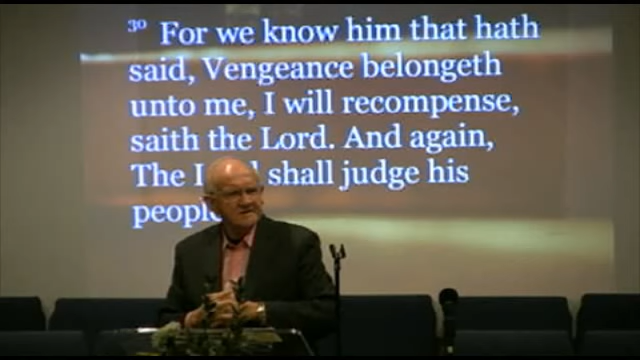 30 For we know him that hath
said, Vengeance belongeth
unto me, I will recompense,
saith the Lord. And again,
The shall judge his